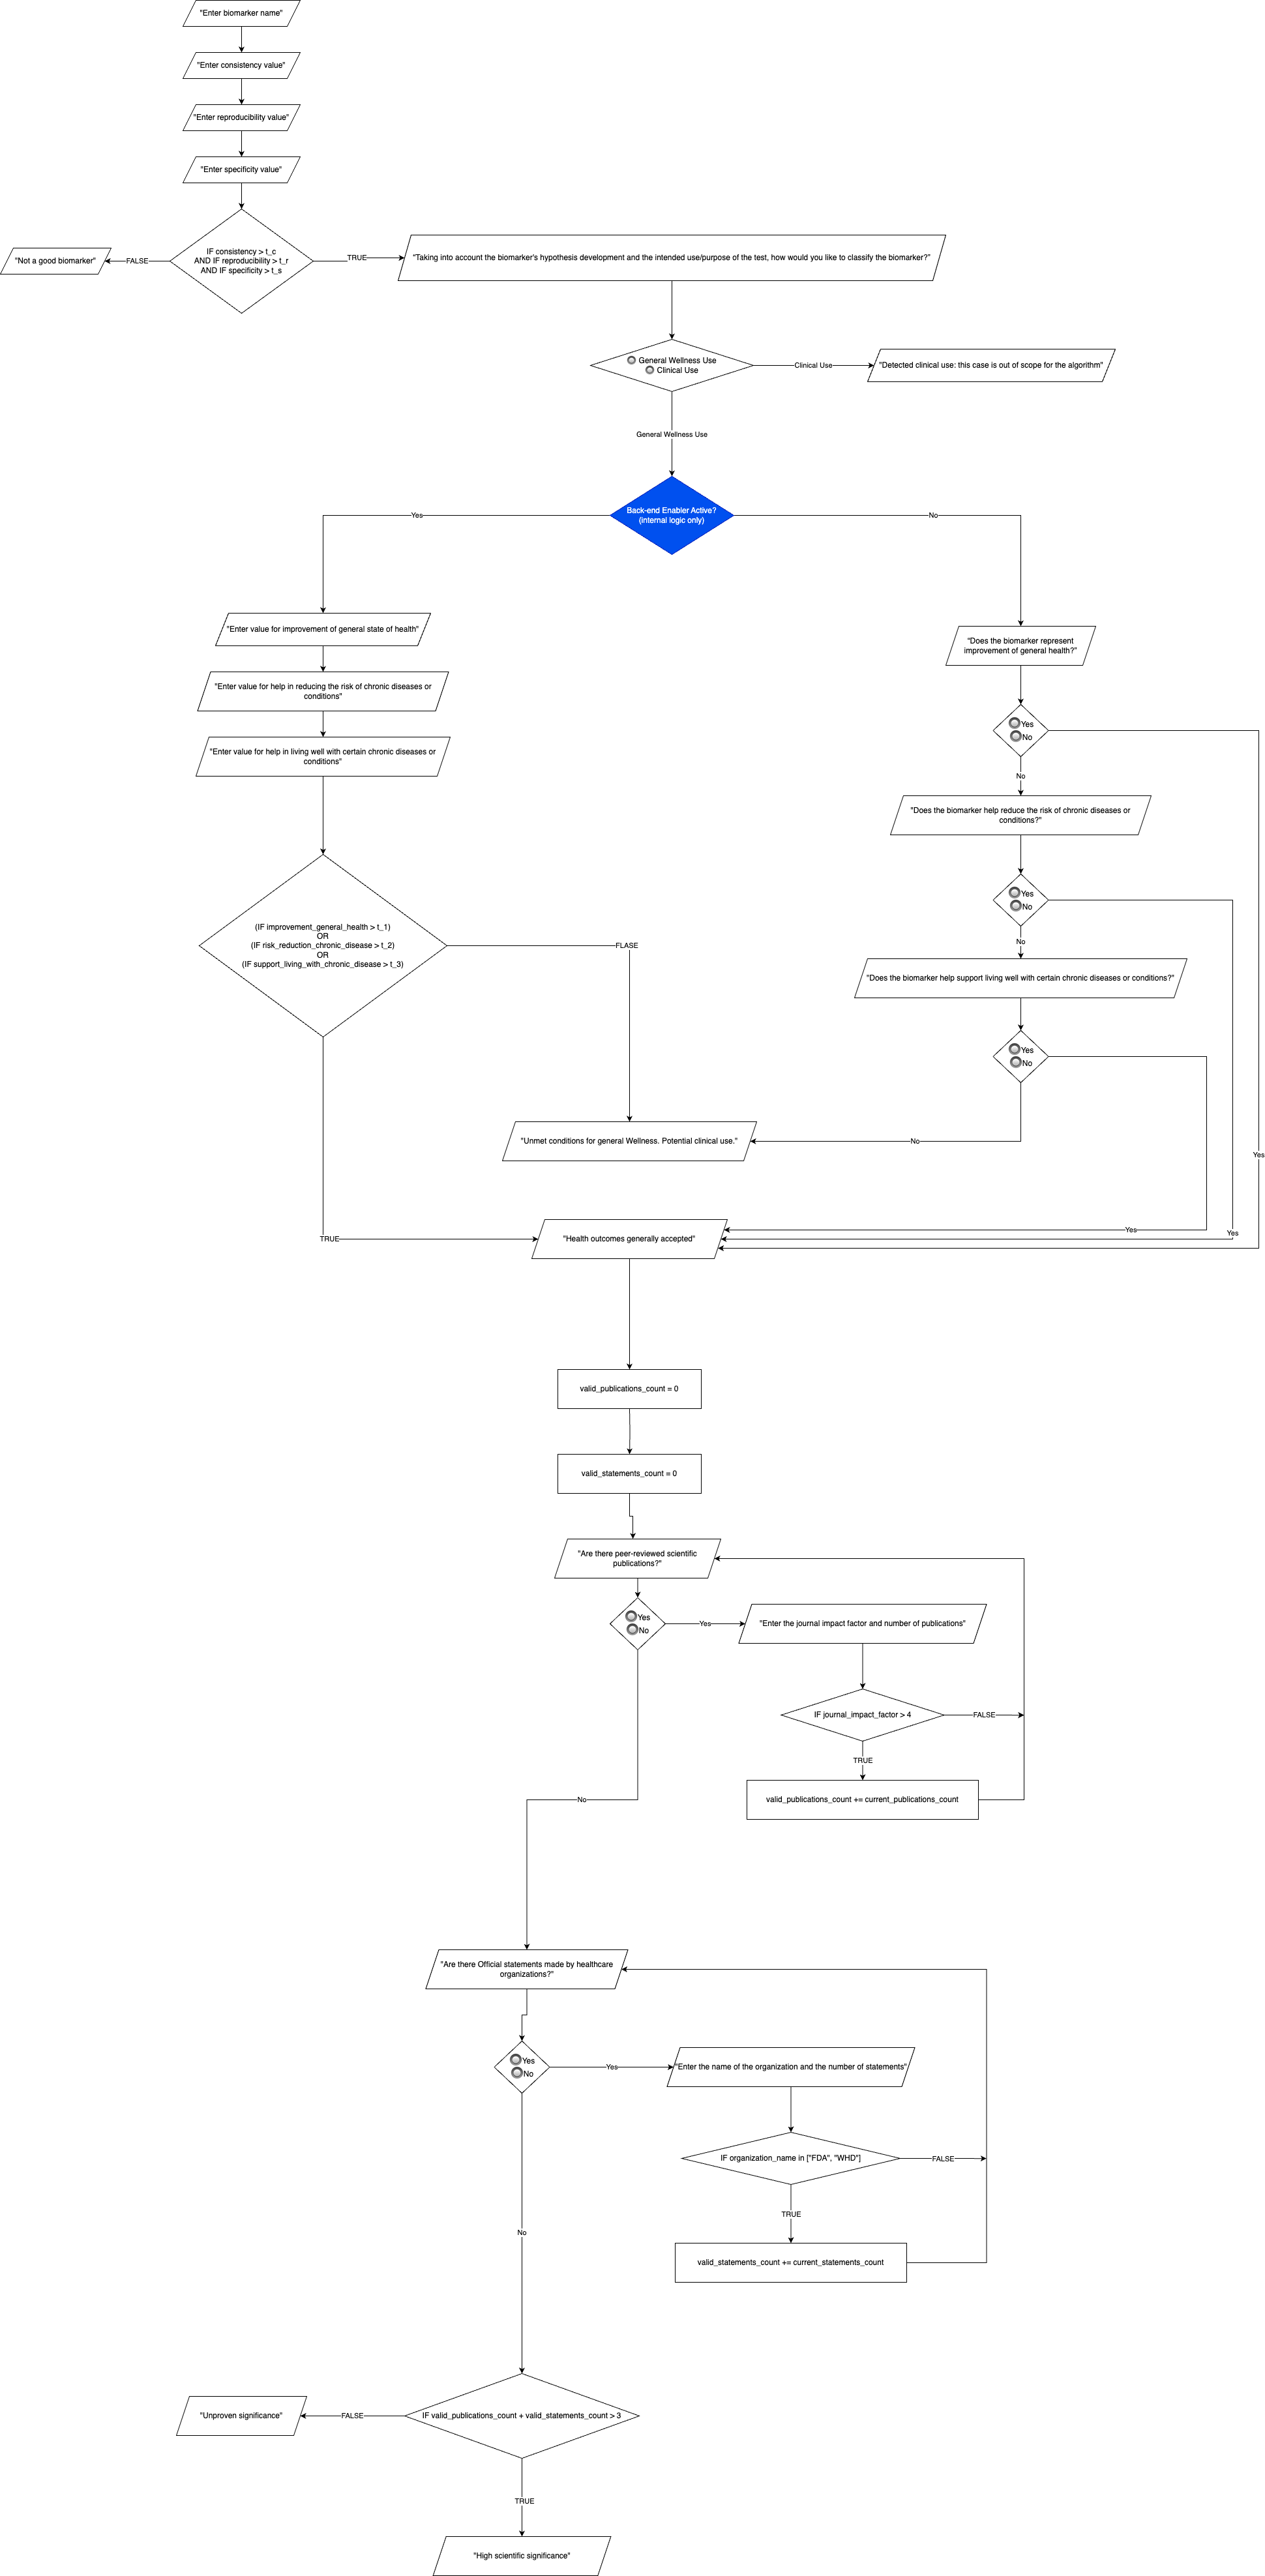 "Enter biomarker name"
"Enter consistency value"
"Enter reproducibility value"
"Enter specificity value"
IF consistency > t_c
AND IF reproducibility > t_r
AND IF specificity > t_s
FALSE
"Not a good biomarker"
TRUE
"Taking into account the biomarker's hypothesis development and the intended use/purpose of the test, how would you like to classify the biomarker?"
General Wellness Use
Clinical Use
Clinical Use
"Detected clinical use: this case is out of scope for the algorithm"
General Wellness Use
Back-end Enabler Active?
(internal logic only)
Yes
No
"Enter value for improvement of general state of health"
"Enter value for help in reducing the risk of chronic diseases or
conditions"
"Enter value for help in living well with certain chronic diseases or
conditions"
(IF improvement_general_health > t_1)
OR
(IF risk_reduction_chronic_disease > t_2)
OR
(IF support_living_with_chronic_disease > t_3)
FLASE
TRUE
"Does the biomarker represent
improvement of general health?"
Yes
No
No
"Does the biomarker help reduce the risk of chronic diseases or
conditions?"
Yes
No
No
"Does the biomarker help support living well with certain chronic diseases or conditions?"
Yes
No
No
"Unmet conditions for general Wellness. Potential clinical use."
Yes
Yes
Yes
"Health outcomes generally accepted"
valid_publications_count = 0
valid_statements_count = 0
"Are there peer-reviewed scientific
publications?"
Yes
No
Yes
"Enter the journal impact factor and number of publications"
IF journal_impact_factor > 4
FALSE
TRUE
valid_publications_count += current_publications_count
No
"Are there Official statements made by healthcare
organizations?"
Yes
No
Yes
"Enter the name of the organization and the number of statements"
IF organization_name in ["FDA", "WHD"]
FALSE
TRUE
valid_statements_count += current_statements_count
No
IF valid_publications_count + valid_statements_count > 3
FALSE
"Unproven significance"
TRUE
"High scientific significance"